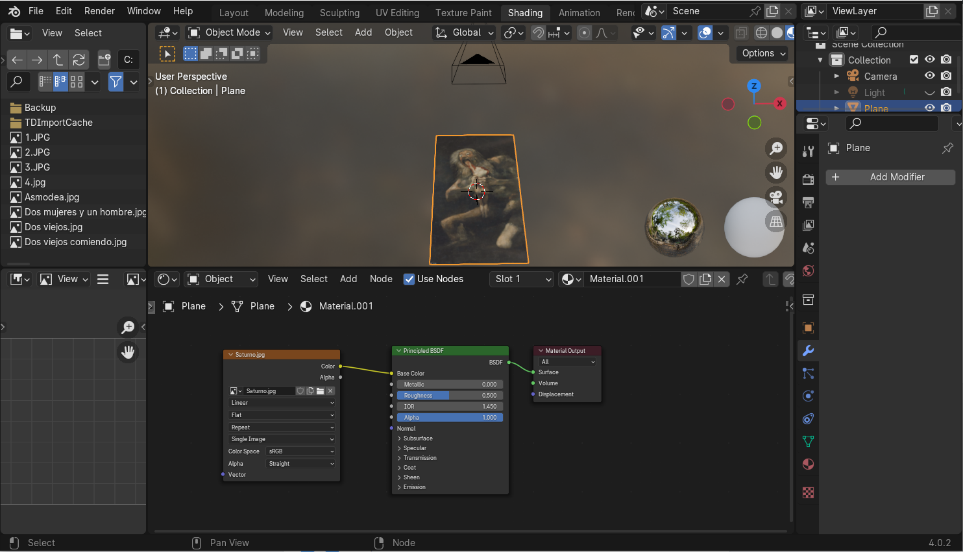 File Edit Render Window Help Layout Modeling Sculpting UV Editing Texture Paint Shading Animation Scene ViewLayer
View Select
Object Mode View Select Add Object Global
C:
Options
Backup
TDImportCache
1.JPG
2.JPG
3.JPG
4.jpg
Asmodea.jpg
Dos mujeres y un hombre.jpg
Dos viejos.jpg
Dos viejos comiendo.jpg
User Perspective
(1) Collection | Plane
Z
X
Scene Collection
Collection
Camera
Light
Plane
Plane
Add Modifier
View
Object View Select Add Node Use Nodes Slot 1 Material.001
Plane > Plane > Material.001
Saturno.jpg
Color
Alpha
Saturno.jpg
Linear
Flat
Repeat
Single Image
Color Space sRGB
Alpha Straight
Vector
Principled BSDF
BSDF
Base Color
Metallic 0.000
Roughness 0.500
IOR 1.450
Alpha 1.000
Normal
Subsurface
Specular
Transmission
Coat
Sheen
Emission
Material Output
All
Surface
Volume
Displacement
Select Pan View Node 4.0.2